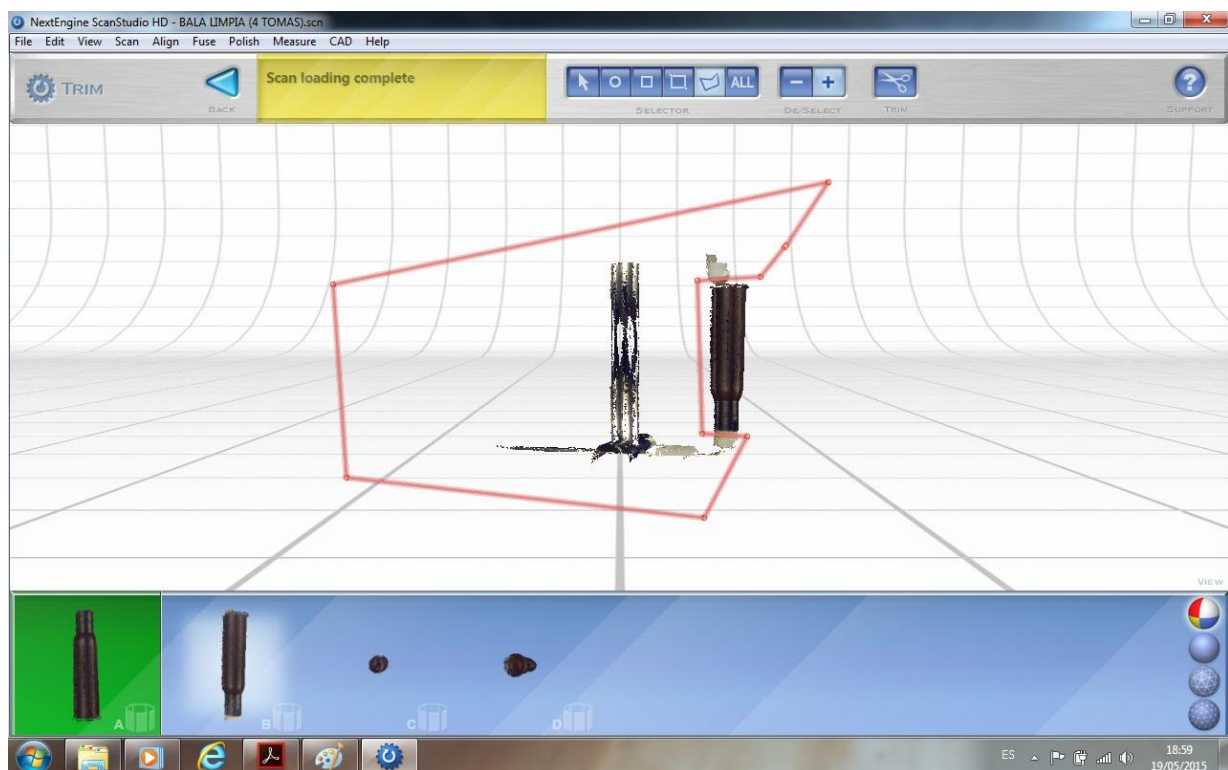 NextEngine ScanStudio HD - BALA LIMPIA (4 TOMAS).scn
File Edit View Scan Align Fuse Polish Measure CAD Help
TRIM
BACK
Scan loading complete
ALL
SELECTOR
DE/SELECT
TRIM
?
SUPPORT
VIEW
A
B
C
D
ES
18:59
19/05/2015